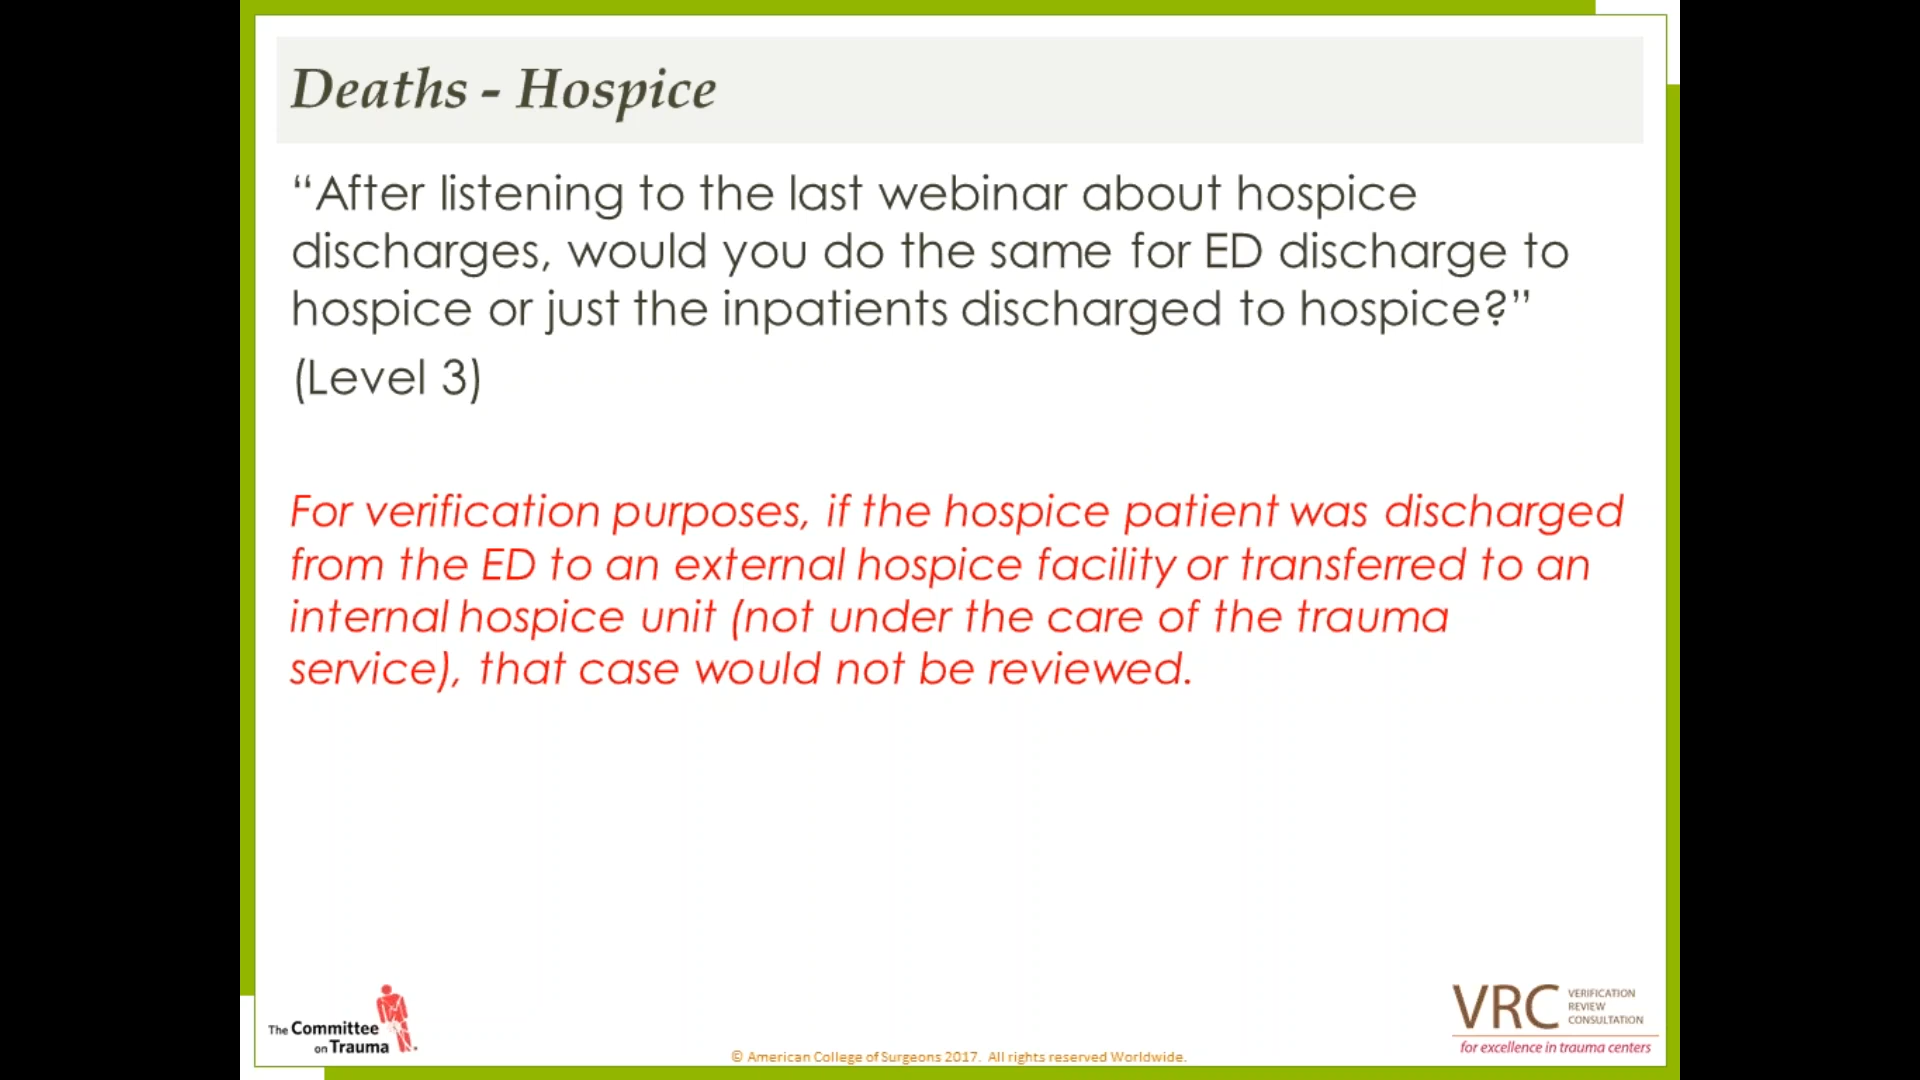 Deaths - Hospice
“After listening to the last webinar about hospice
discharges, would you do the same for ED discharge to
hospice or just the inpatients discharged to hospice?”
(Level 3)
For verification purposes, if the hospice patient was discharged
from the ED to an external hospice facility or transferred to an
internal hospice unit (not under the care of the trauma
service), that case would not be reviewed.
The Committee
on Trauma
© American College of Surgeons 2017. All rights reserved Worldwide.
VRC
VERIFICATION
REVIEW
CONSULTATION
for excellence in trauma centers